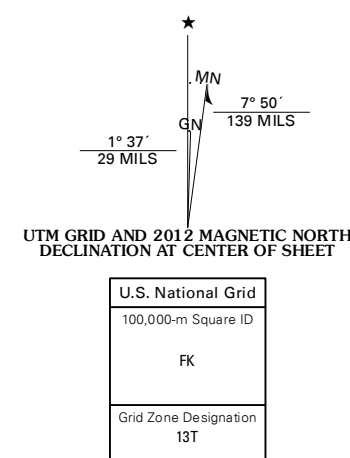 ★
MN
7° 50´
139 MILS
GN
1° 37´
29 MILS
UTM GRID AND 2012 MAGNETIC NORTH
DECLINATION AT CENTER OF SHEET
U.S. National Grid
100,000-m Square ID
FK
Grid Zone Designation
13T